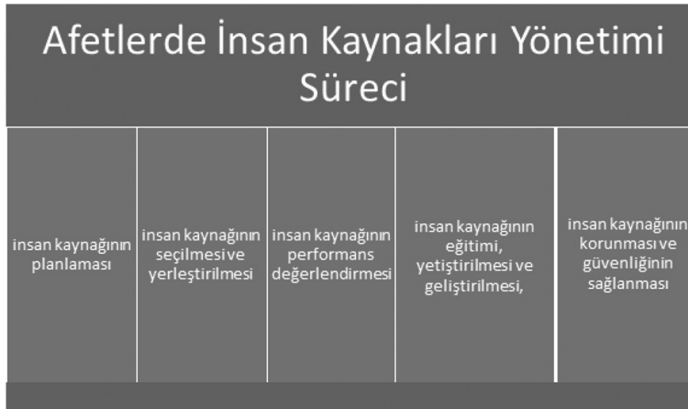 Afetlerde İnsan Kaynakları Yönetimi
Süreci
insan kaynağının
planlaması
insan kaynağının
seçilmesi ve
yerleştirilmesi
insan kaynağının
performans
değerlendirmesi
insan kaynağının
eğitimi,
yetiştirilmesi ve
geliştirilmesi,
insan kaynağının
korunması ve
güvenliğinin
sağlanması